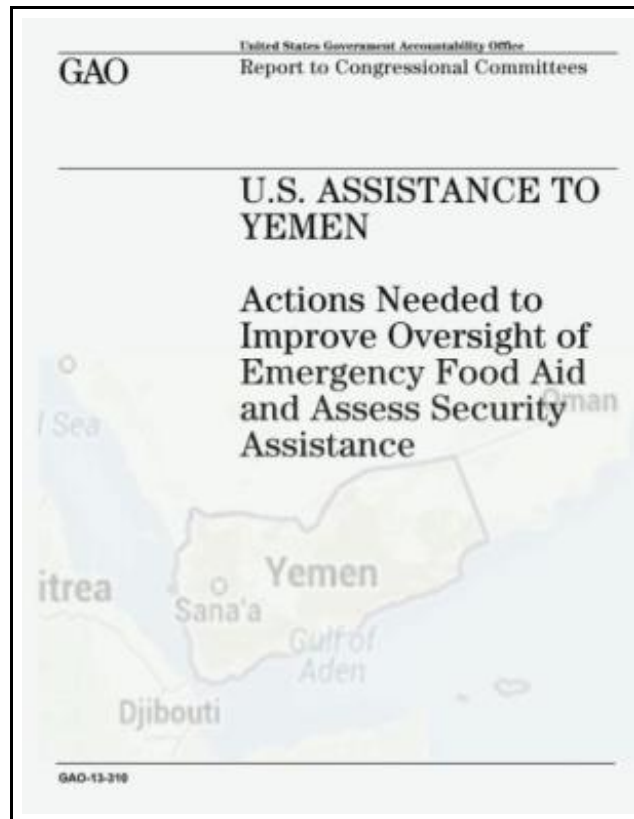 United States Government Accountability Office
GAO
Report to Congressional Committees
U.S. ASSISTANCE TO
YEMEN
Actions Needed to
Improve Oversight of
Emergency Food Aid
and Assess Security
Assistance
Oman
Sea
Yemen
itrea
Sana'a
Gulf of
Aden
Djibouti
GAO-13-310